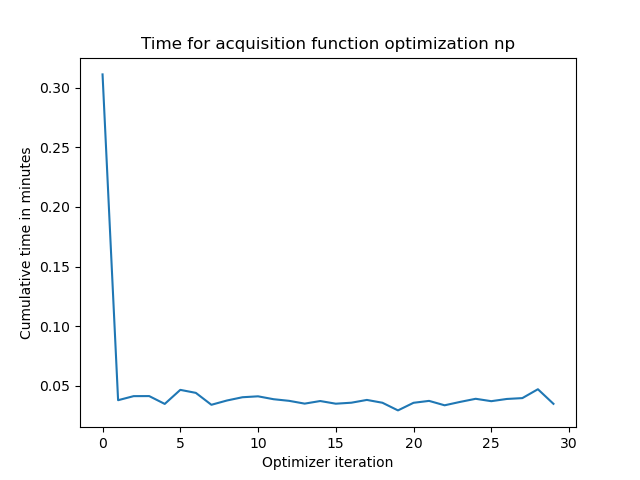 Time for acquisition function optimization np
Cumulative time in minutes
0.30
0.25
0.20
0.15
0.10
0.05
0 5 10 15 20 25 30
Optimizer iteration